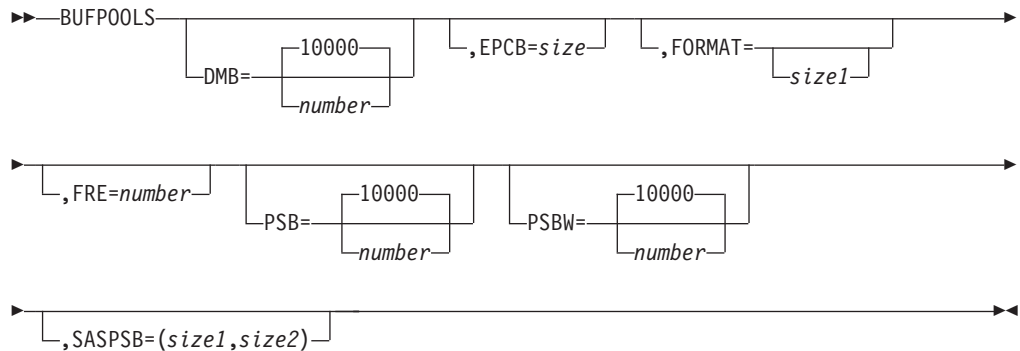 BUFPOOLS DMB= 10000 number ,EPCB=size ,FORMAT= size1
,FRE=number PSB= 10000 number PSBW= 10000 number
,SASPSB=(size1,size2)